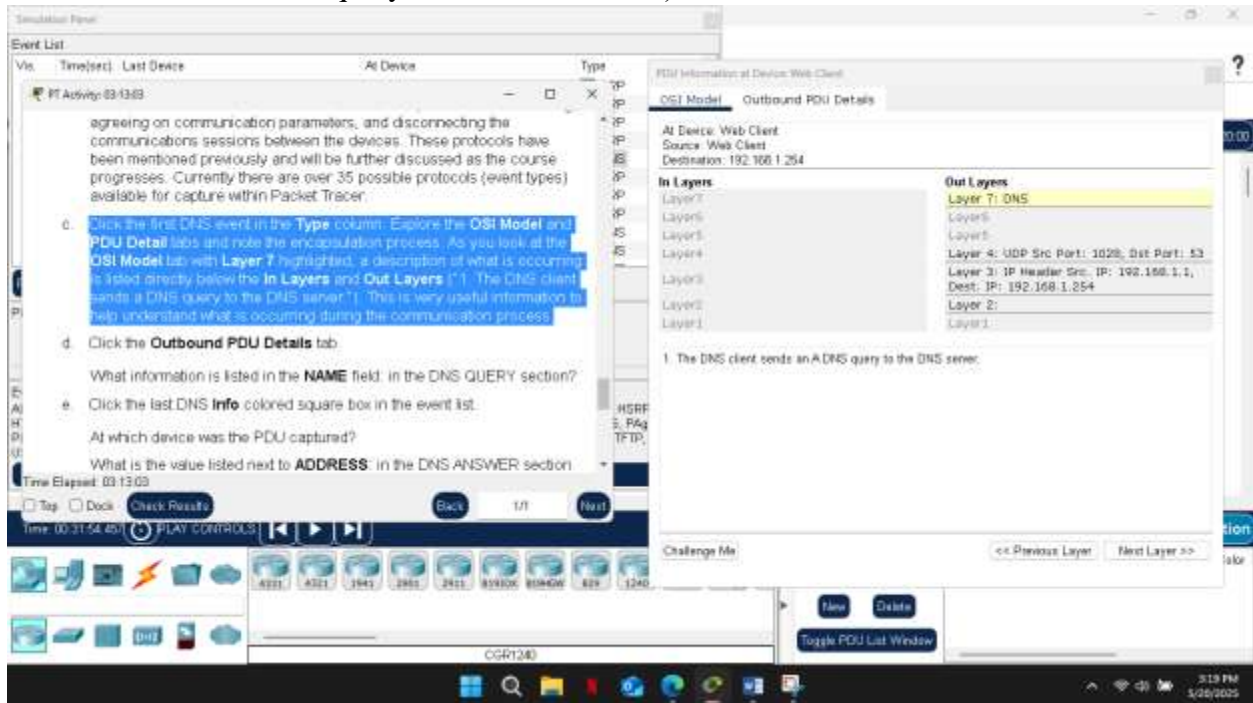 Simulation Panel
Event List
Vis. Time(sec) Last Device At Device Type
PT Activity: 03:13:03
agreeing on communication parameters, and disconnecting the
communications sessions between the devices. These protocols have
been mentioned previously and will be further discussed as the course
progresses. Currently there are over 35 possible protocols (event types)
available for capture within Packet Tracer.
c. Click the first DNS event in the Type column. Explore the OSI Model and
PDU Detail tabs and note the encapsulation process. As you look at the
OSI Model tab with Layer 7 highlighted, a description of what is occurring
is listed directly below the In Layers and Out Layers ("1. The DNS client
sends a DNS query to the DNS server."). This is very useful information to
help understand what is occurring during the communication process.
d. Click the Outbound PDU Details tab.
What information is listed in the NAME field: in the DNS QUERY section?
e. Click the last DNS Info colored square box in the event list.
At which device was the PDU captured?
What is the value listed next to ADDRESS: in the DNS ANSWER section
Time Elapsed: 03:13:03
Top Dock Check Results Back 1/1 Next
PDU Information at Device: Web Client
OSI Model Outbound PDU Details
At Device: Web Client
Source: Web Client
Destination: 192.168.1.254
In Layers
Layer7
Layer6
Layer5
Layer4
Layer3
Layer2
Layer1
Out Layers
Layer 7: DNS
Layer6
Layer5
Layer 4: UDP Src Port: 1028, Dst Port: 53
Layer 3: IP Header Src. IP: 192.168.1.1,
Dest. IP: 192.168.1.254
Layer 2:
Layer1
1. The DNS client sends an A DNS query to the DNS server.
Challenge Me << Previous Layer Next Layer >>
?
Time: 00:31:54.457 PLAY CONTROLS
4331 4321 1941 2901 2911 819IOX 819HGW 829 1240
CGR1240
New Delete
Toggle PDU List Window
3:19 PM
5/20/2025